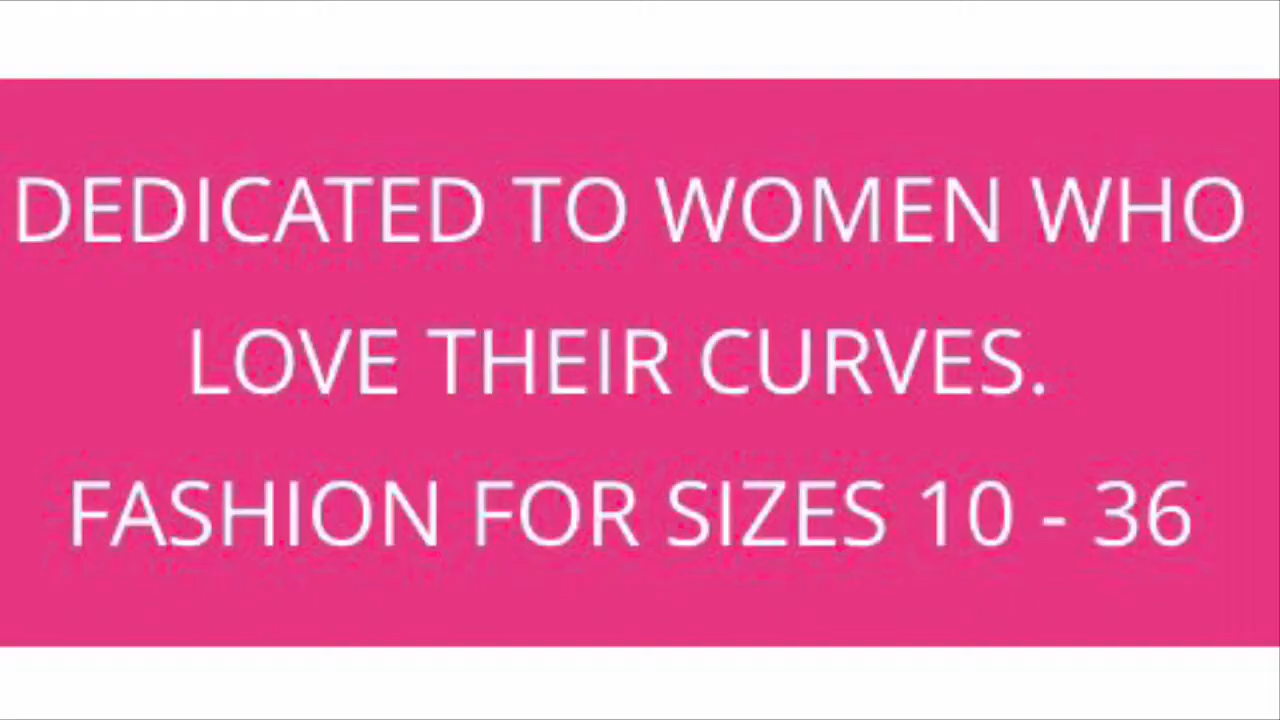 DEDICATED TO WOMEN WHO
LOVE THEIR CURVES.
FASHION FOR SIZES 10 - 36